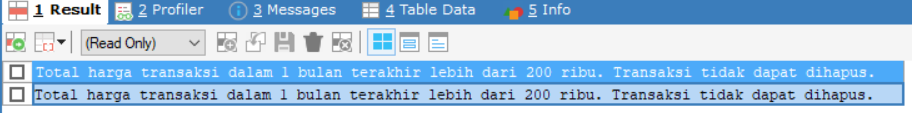 1 Result 2 Profiler 3 Messages 4 Table Data 5 Info
(Read Only)
Total harga transaksi dalam 1 bulan terakhir lebih dari 200 ribu. Transaksi tidak dapat dihapus.
Total harga transaksi dalam 1 bulan terakhir lebih dari 200 ribu. Transaksi tidak dapat dihapus.